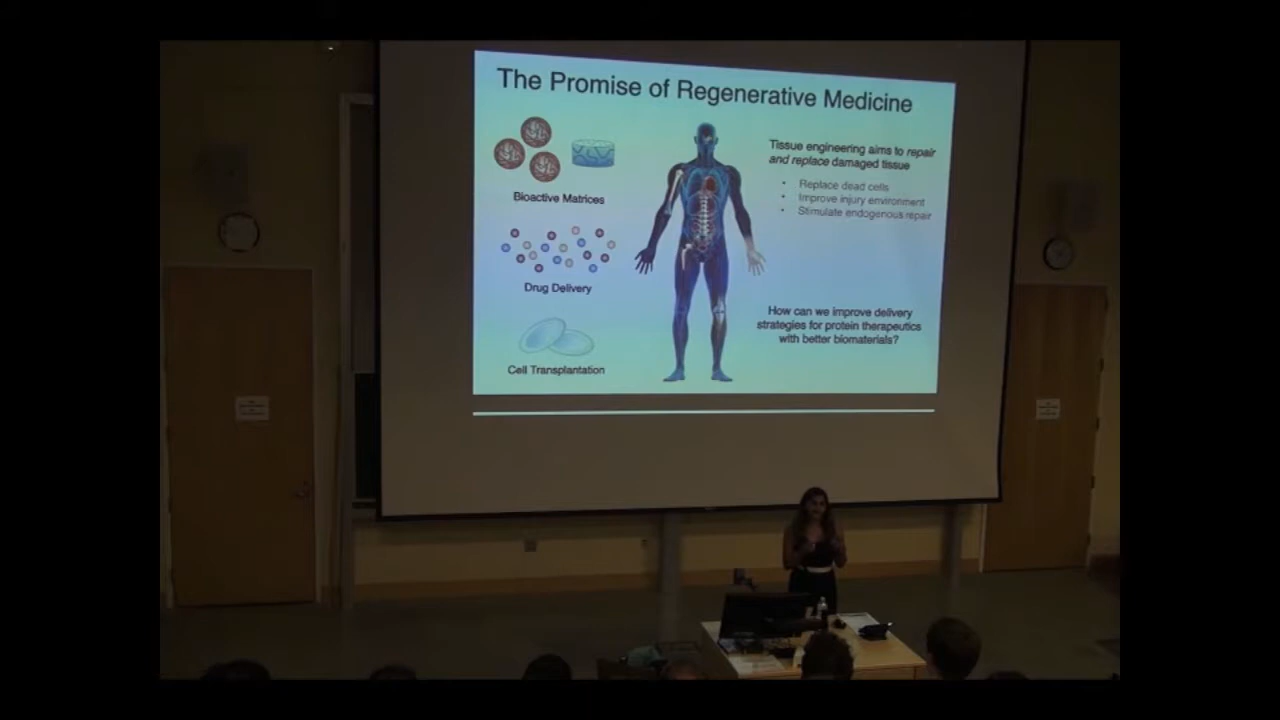 The Promise of Regenerative Medicine
Bioactive Matrices
Drug Delivery
Cell Transplantation
Tissue engineering aims to repair
and replace damaged tissue
• Replace dead cells
• Improve injury environment
• Stimulate endogenous repair
How can we improve delivery
strategies for protein therapeutics
with better biomaterials?